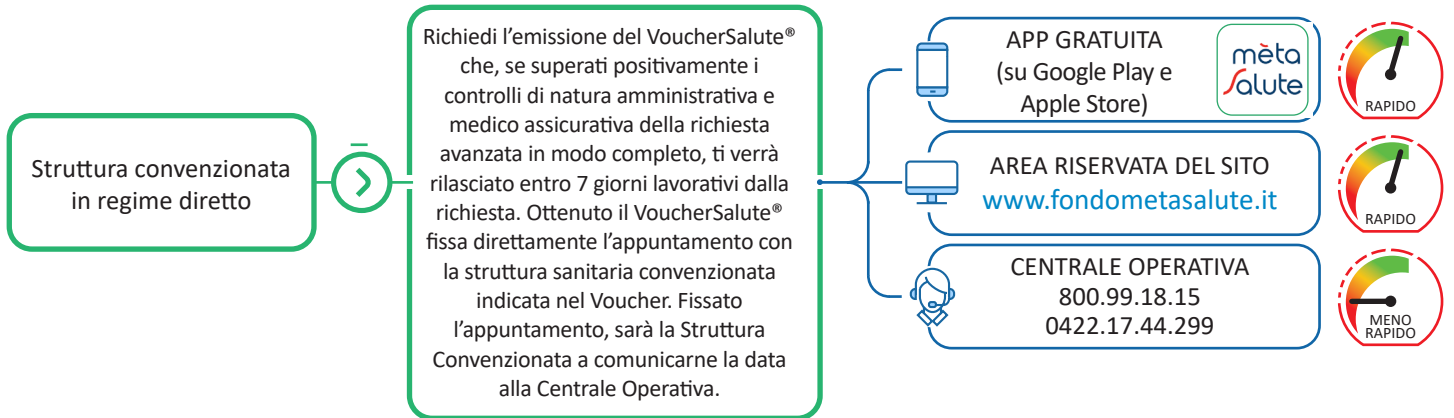 Struttura convenzionata
in regime diretto
Richiedi l'emissione del VoucherSalute®
che, se superati positivamente i
controlli di natura amministrativa e
medico assicurativa della richiesta
avanzata in modo completo, ti verrà
rilasciato entro 7 giorni lavorativi dalla
richiesta. Ottenuto il VoucherSalute®
fissa direttamente l'appuntamento con
la struttura sanitaria convenzionata
indicata nel Voucher. Fissato
l'appuntamento, sarà la Struttura
Convenzionata a comunicarne la data
alla Centrale Operativa.
APP GRATUITA
(su Google Play e
Apple Store)
mèta
Salute
RAPIDO
AREA RISERVATA DEL SITO
www.fondometasalute.it
RAPIDO
CENTRALE OPERATIVA
800.99.18.15
0422.17.44.299
MENO
RAPIDO